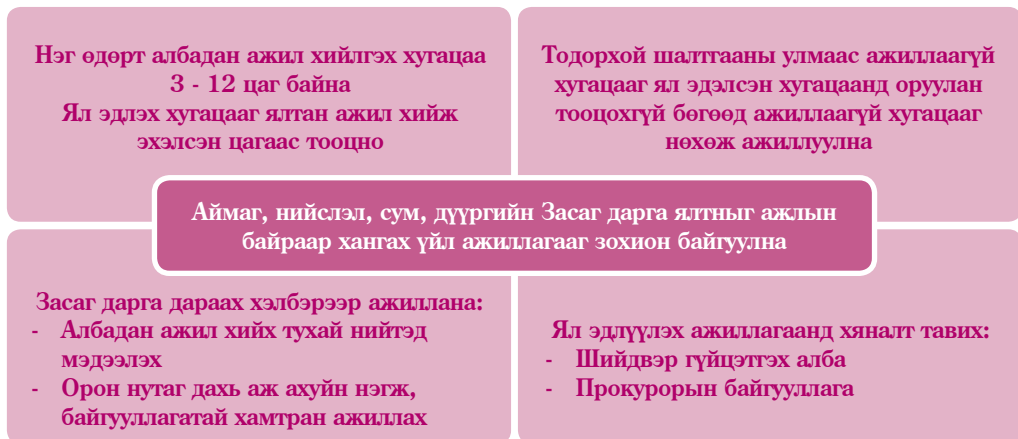 Нэг өдөрт албадан ажил хийлгэх хугацаа
3 - 12 цаг байна
Ял эдлэх хугацааг ялтан ажил хийж
эхэлсэн цагаас тооцно
Тодорхой шалтгааны улмаас ажиллаагүй
хугацааг ял эдэлсэн хугацаанд оруулан
тооцохгүй бөгөөд ажиллаагүй хугацааг
нөхөж ажиллуулна
Аймаг, нийслэл, сум, дүүргийн Засаг дарга ялтныг ажлын
байраар хангах үйл ажиллагааг зохион байгуулна
Засаг дарга дараах хэлбэрээр ажиллана:
- Албадан ажил хийх тухай нийтэд
мэдээлэх
- Орон нутаг дахь аж ахуйн нэгж,
байгууллагатай хамтран ажиллах
Ял эдлүүлэх ажиллагаанд хяналт тавих:
- Шийдвэр гүйцэтгэх алба
- Прокурорын байгууллага